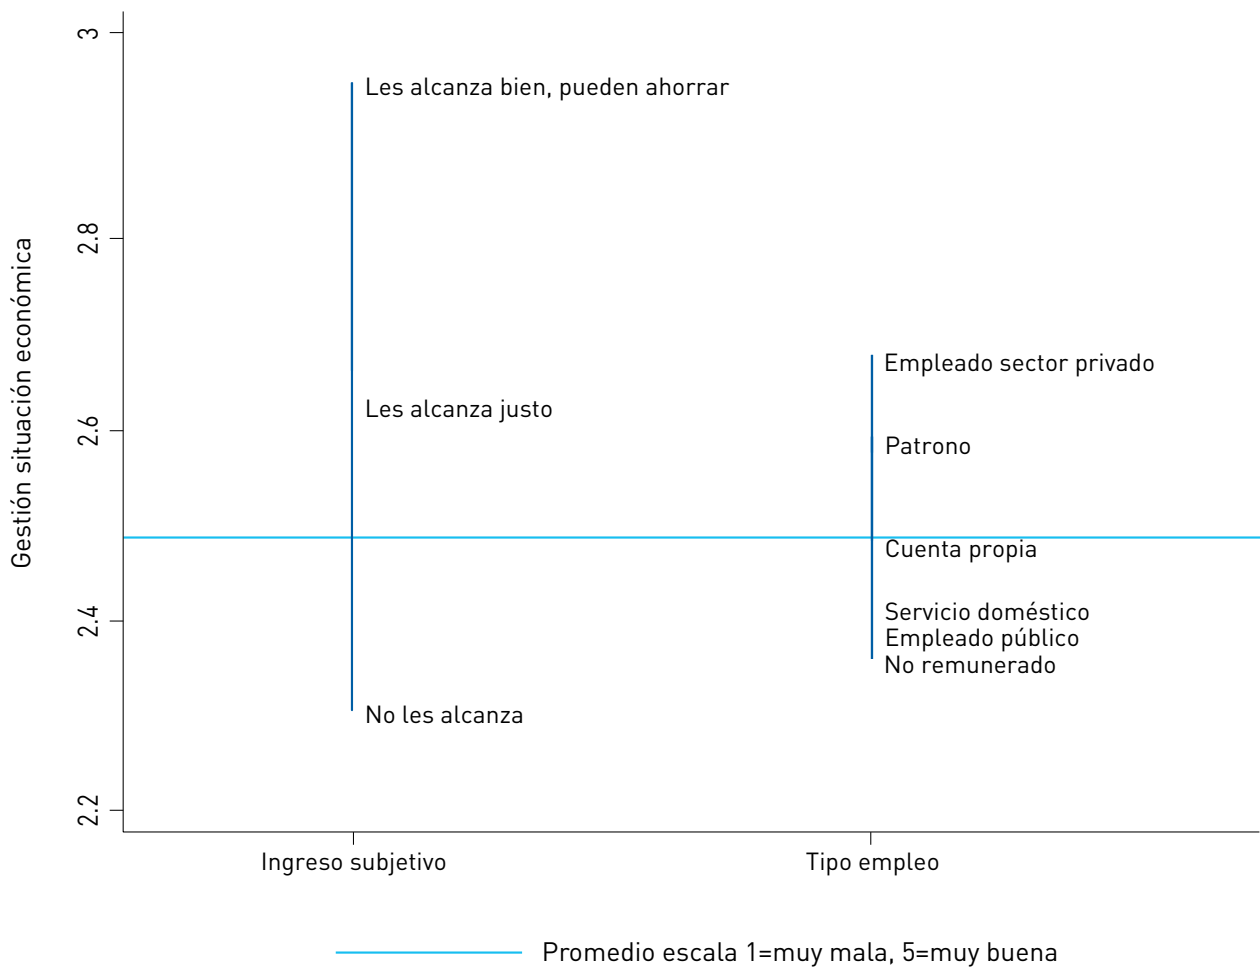 Gestión situación económica
3
2.8
2.6
2.4
2.2
Les alcanza bien, pueden ahorrar
Les alcanza justo
No les alcanza
Empleado sector privado
Patrono
Cuenta propia
Servicio doméstico
Empleado público
No remunerado
Ingreso subjetivo
Tipo empleo
Promedio escala 1=muy mala, 5=muy buena